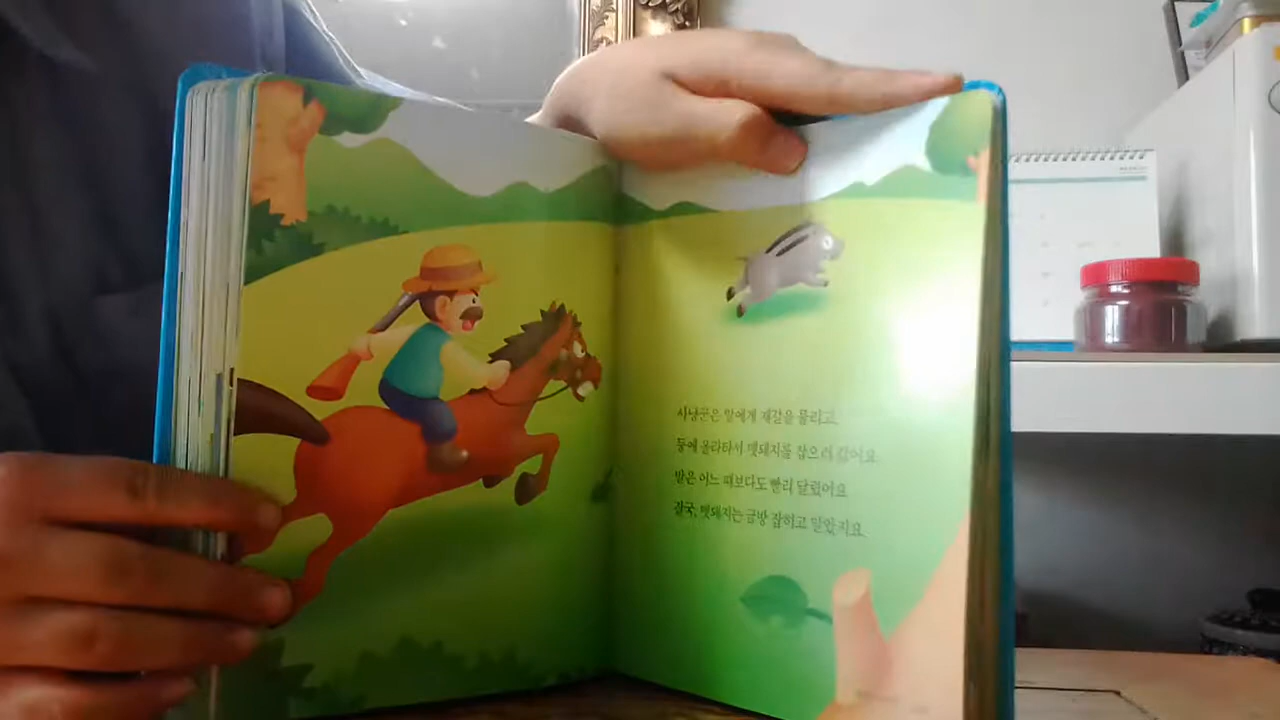 사냥꾼은 말에게 재갈을 물리고,
등에 올라타서 멧돼지를 잡으러 갔어요.
말은 어느 때보다도 빨리 달렸어요.
결국, 멧돼지는 금방 잡히고 말았지요.